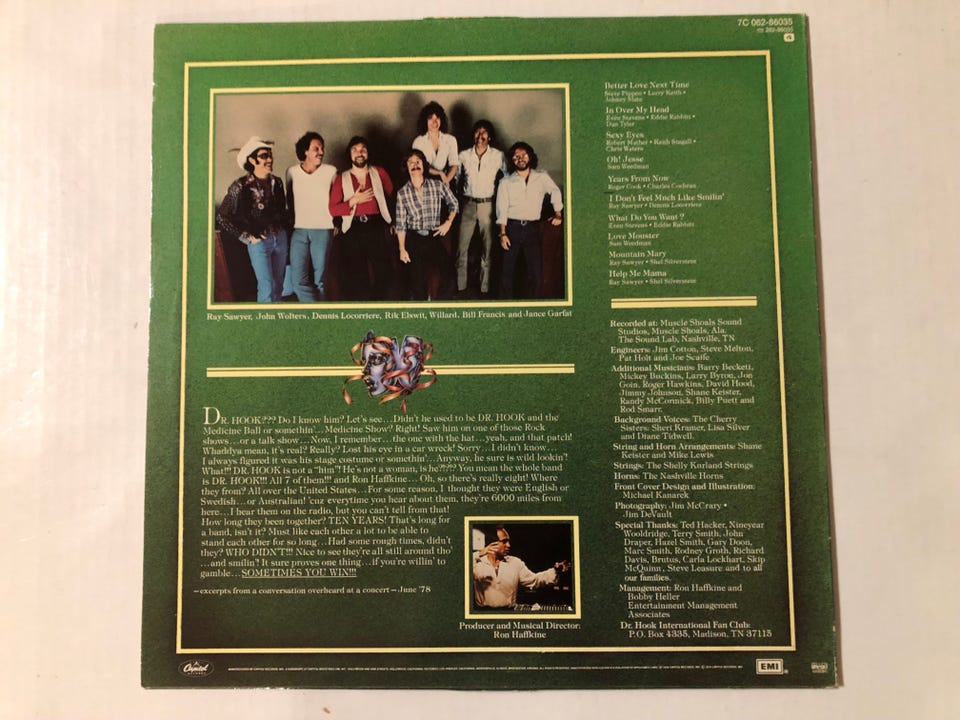 7C 062-86035
4
Better Love Next Time
Steve Pippen • Larry Keith •
Johnny Slate
In Over My Head
Even Stevens • Eddie Rabbitt •
Dan Tyler
Sexy Eyes
Robert Mather • Keith Stegall •
Chris Waters
Oh! Jesse
Sam Weedman
Years From Now
Roger Cook • Charles Cochran
I Don't Feel Much Like Smilin'
Ray Sawyer • Dennis Locorriere
What Do You Want ?
Even Stevens • Eddie Rabbitt
Love Monster
Sam Weedman
Mountain Mary
Ray Sawyer • Shel Silverstein
Help Me Mama
Ray Sawyer • Shel Silverstein
Ray Sawyer, John Wolters, Dennis Locorriere, Rik Elswit, Willard, Bill Francis and Jance Garfat
DR. HOOK??? Do I know him? Let's see...Didn't he used to be DR. HOOK and the
Medicine Ball or somethin'...Medicine Show? Right! Saw him on one of those Rock
shows...or a talk show...Now, I remember...the one with the hat...yeah, and that patch!
Whatdya mean, it's real? Really? Lost his eye in a car wreck! Sorry...I didn't know...
I always figured it was his stage costume or somethin'...Anyway, he sure is wild lookin'!
What!!! DR. HOOK is not a "him"! He's not a woman, is he???? You mean the whole band
is DR. HOOK!!! All 7 of them!!! and Ron Haffkine...Oh, so there's really eight! Where
they from? All over the United States...For some reason, I thought they were English or
Swedish...or Australian! 'cuz everytime you hear about them, they're 6000 miles from
here...I hear them on the radio, but you can't tell from that!
How long they been together? TEN YEARS! That's long for
a band, isn't it? Must like each other a lot to be able to
stand each other for so long...Had some rough times, didn't
they? WHO DIDN'T!!! Nice to see they're all still around tho'
...and smilin'! It sure proves one thing...if you're willin' to
gamble...SOMETIMES YOU WIN!!!
—excerpts from a conversation overheard at a concert—June '78
Producer and Musical Director:
Ron Haffkine
Recorded at: Muscle Shoals Sound
Studios, Muscle Shoals, Ala.
The Sound Lab, Nashville, TN
Engineers: Jim Cotton, Steve Melton,
Pat Holt and Joe Scaife
Additional Musicians: Barry Beckett,
Mickey Buckins, Larry Byrom, Jon
Goin, Roger Hawkins, David Hood,
Jimmy Johnson, Shane Keister,
Randy McCormick, Billy Puett and
Rod Smarr.
Background Voices: The Cherry
Sisters: Sheri Kramer, Lisa Silver
and Diane Tidwell.
String and Horn Arrangements: Shane
Keister and Mike Lewis
Strings: The Shelly Kurland Strings
Horns: The Nashville Horns
Front Cover Design and Illustration:
Michael Kanarek
Photography: Jim McCrary •
Jim DeVault
Special Thanks: Ted Hacker, Nineyear
Wooldridge, Terry Smith, John
Draper, Hazel Smith, Gary Doon,
Marc Smith, Rodney Groth, Richard
Davis, Brutus, Carla Lockhart, Skip
McQuinn, Steve Leasure and to all
our families.
Management: Ron Haffkine and
Bobby Heller
Entertainment Management
Associates
Dr. Hook International Fan Club:
P.O. Box 4335, Madison, TN 37115
Capitol
EMI